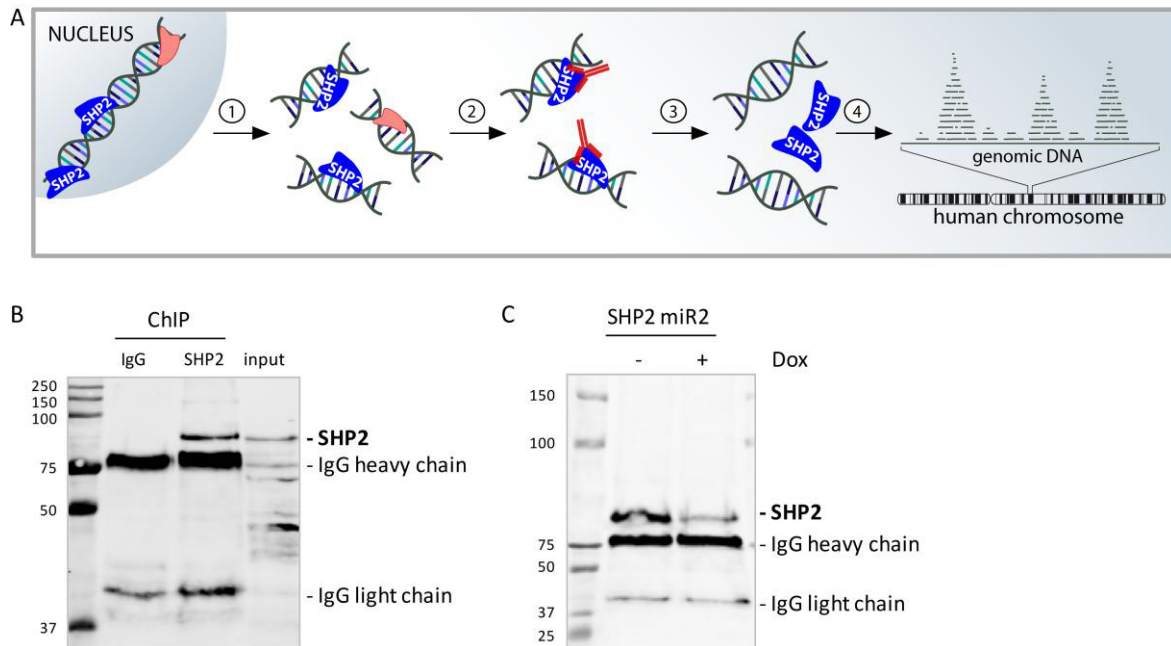 A
NUCLEUS
SHP2
SHP2
1
SHP2
SHP2
2
SHP2
SHP2
3
SHP2
SHP2
4
genomic DNA
human chromosome
B
ChIP
IgG SHP2 input
250
150
100
75
50
37
- SHP2
- IgG heavy chain
- IgG light chain
C
SHP2 miR2
- + Dox
150
100
75
50
37
25
- SHP2
- IgG heavy chain
- IgG light chain